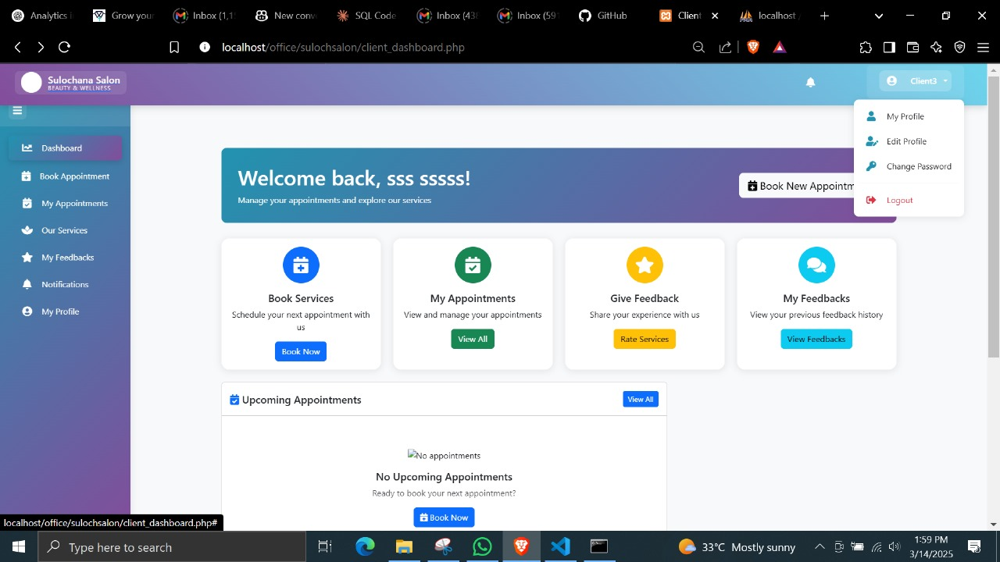 Analytics
Grow your
Inbox (1,1
New conv
SQL Code
Inbox (43
Inbox (591
GitHub
Client
localhost
localhost/office/sulochsalon/client_dashboard.php
Sulochana Salon
BEAUTY & WELLNESS
Client3
My Profile
Edit Profile
Change Password
Logout
Dashboard
Book Appointment
My Appointments
Our Services
My Feedbacks
Notifications
My Profile
Welcome back, sss sssss!
Manage your appointments and explore our services
Book New Appointm
Book Services
Schedule your next appointment with
us
Book Now
My Appointments
View and manage your appointments
View All
Give Feedback
Share your experience with us
Rate Services
My Feedbacks
View your previous feedback history
View Feedbacks
Upcoming Appointments
View All
No appointments
No Upcoming Appointments
Ready to book your next appointment?
Book Now
localhost/office/sulochsalon/client_dashboard.php#
Type here to search
33°C Mostly sunny
1:59 PM
3/14/2025